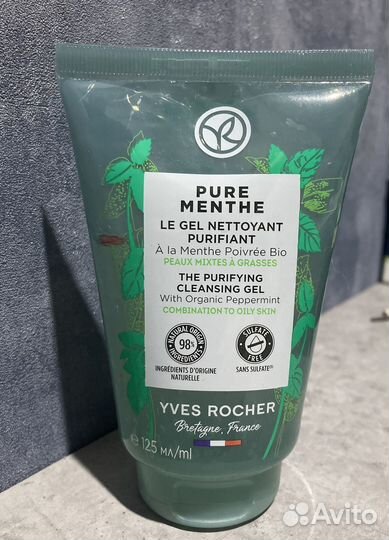 PURE
MENTHE
LE GEL NETTOYANT
PURIFIANT
À la Menthe Poivrée Bio
PEAUX MIXTES À GRASSES
THE PURIFYING
CLEANSING GEL
With Organic Peppermint
COMBINATION TO OILY SKIN
NATURAL ORIGIN
98%
INGREDIENTS
INGRÉDIENTS D'ORIGINE
NATURELLE
SULFATE
FREE
SANS SULFATE(2)
YVES ROCHER
Bretagne, France
e 125 мл/ml
Avito